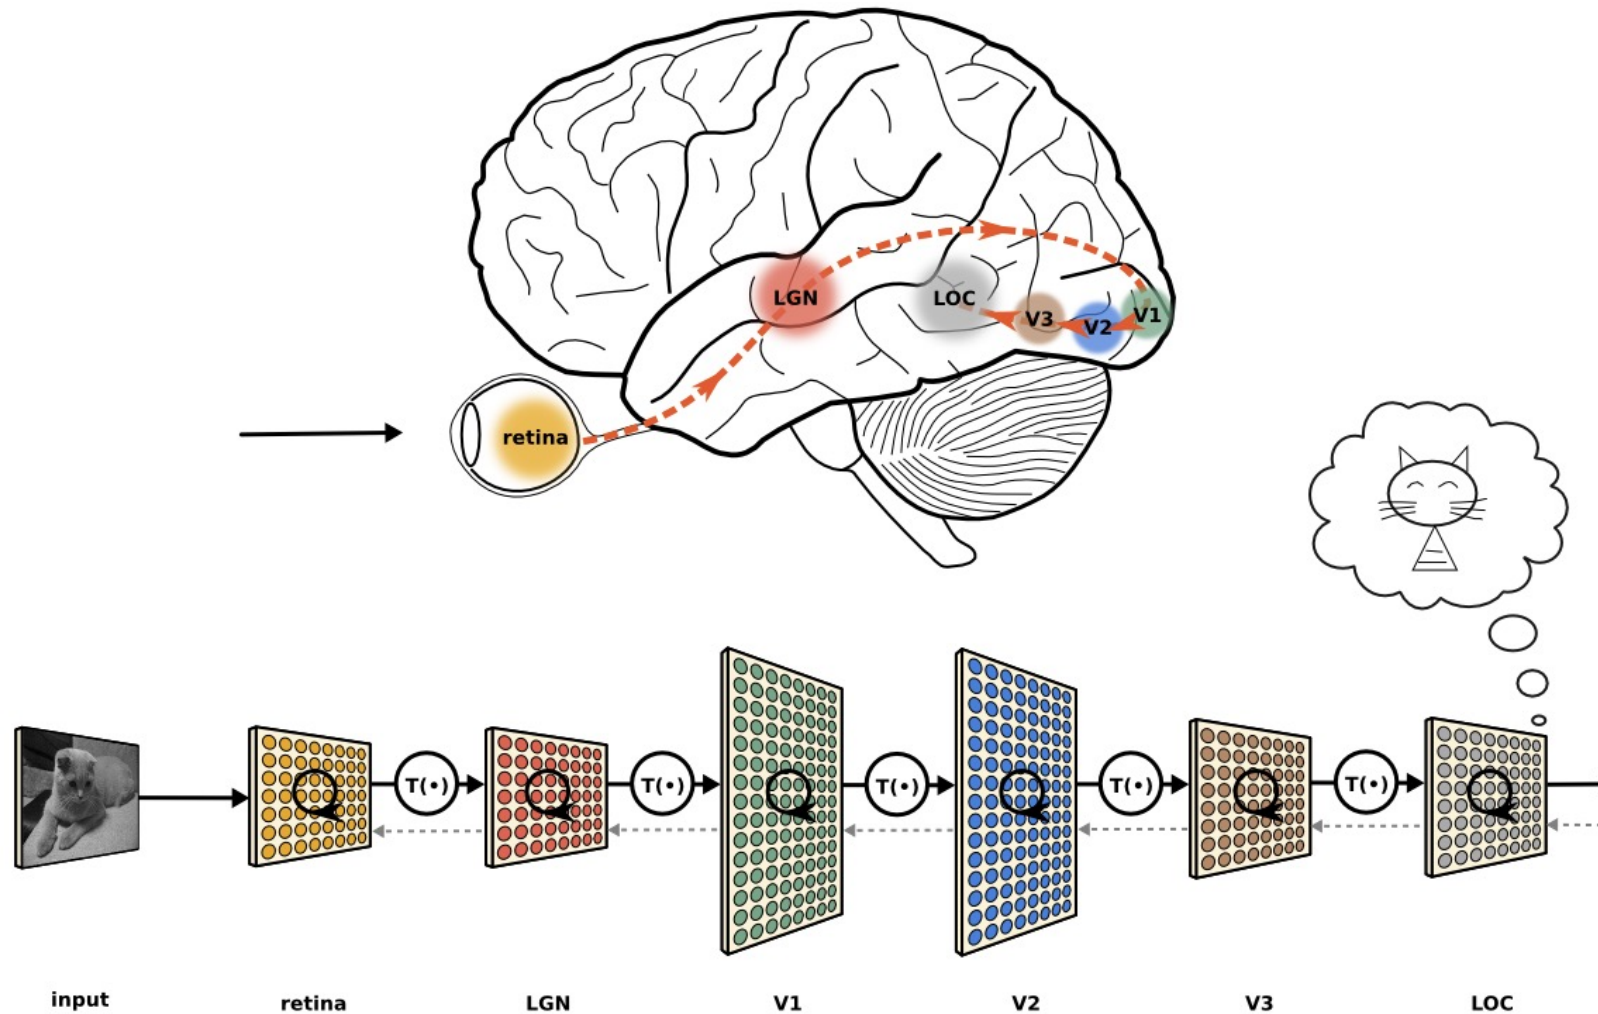 LGN
LOC
V3
V2
V1
retina
T(•)
T(•)
T(•)
T(•)
T(•)
input
retina
LGN
V1
V2
V3
LOC